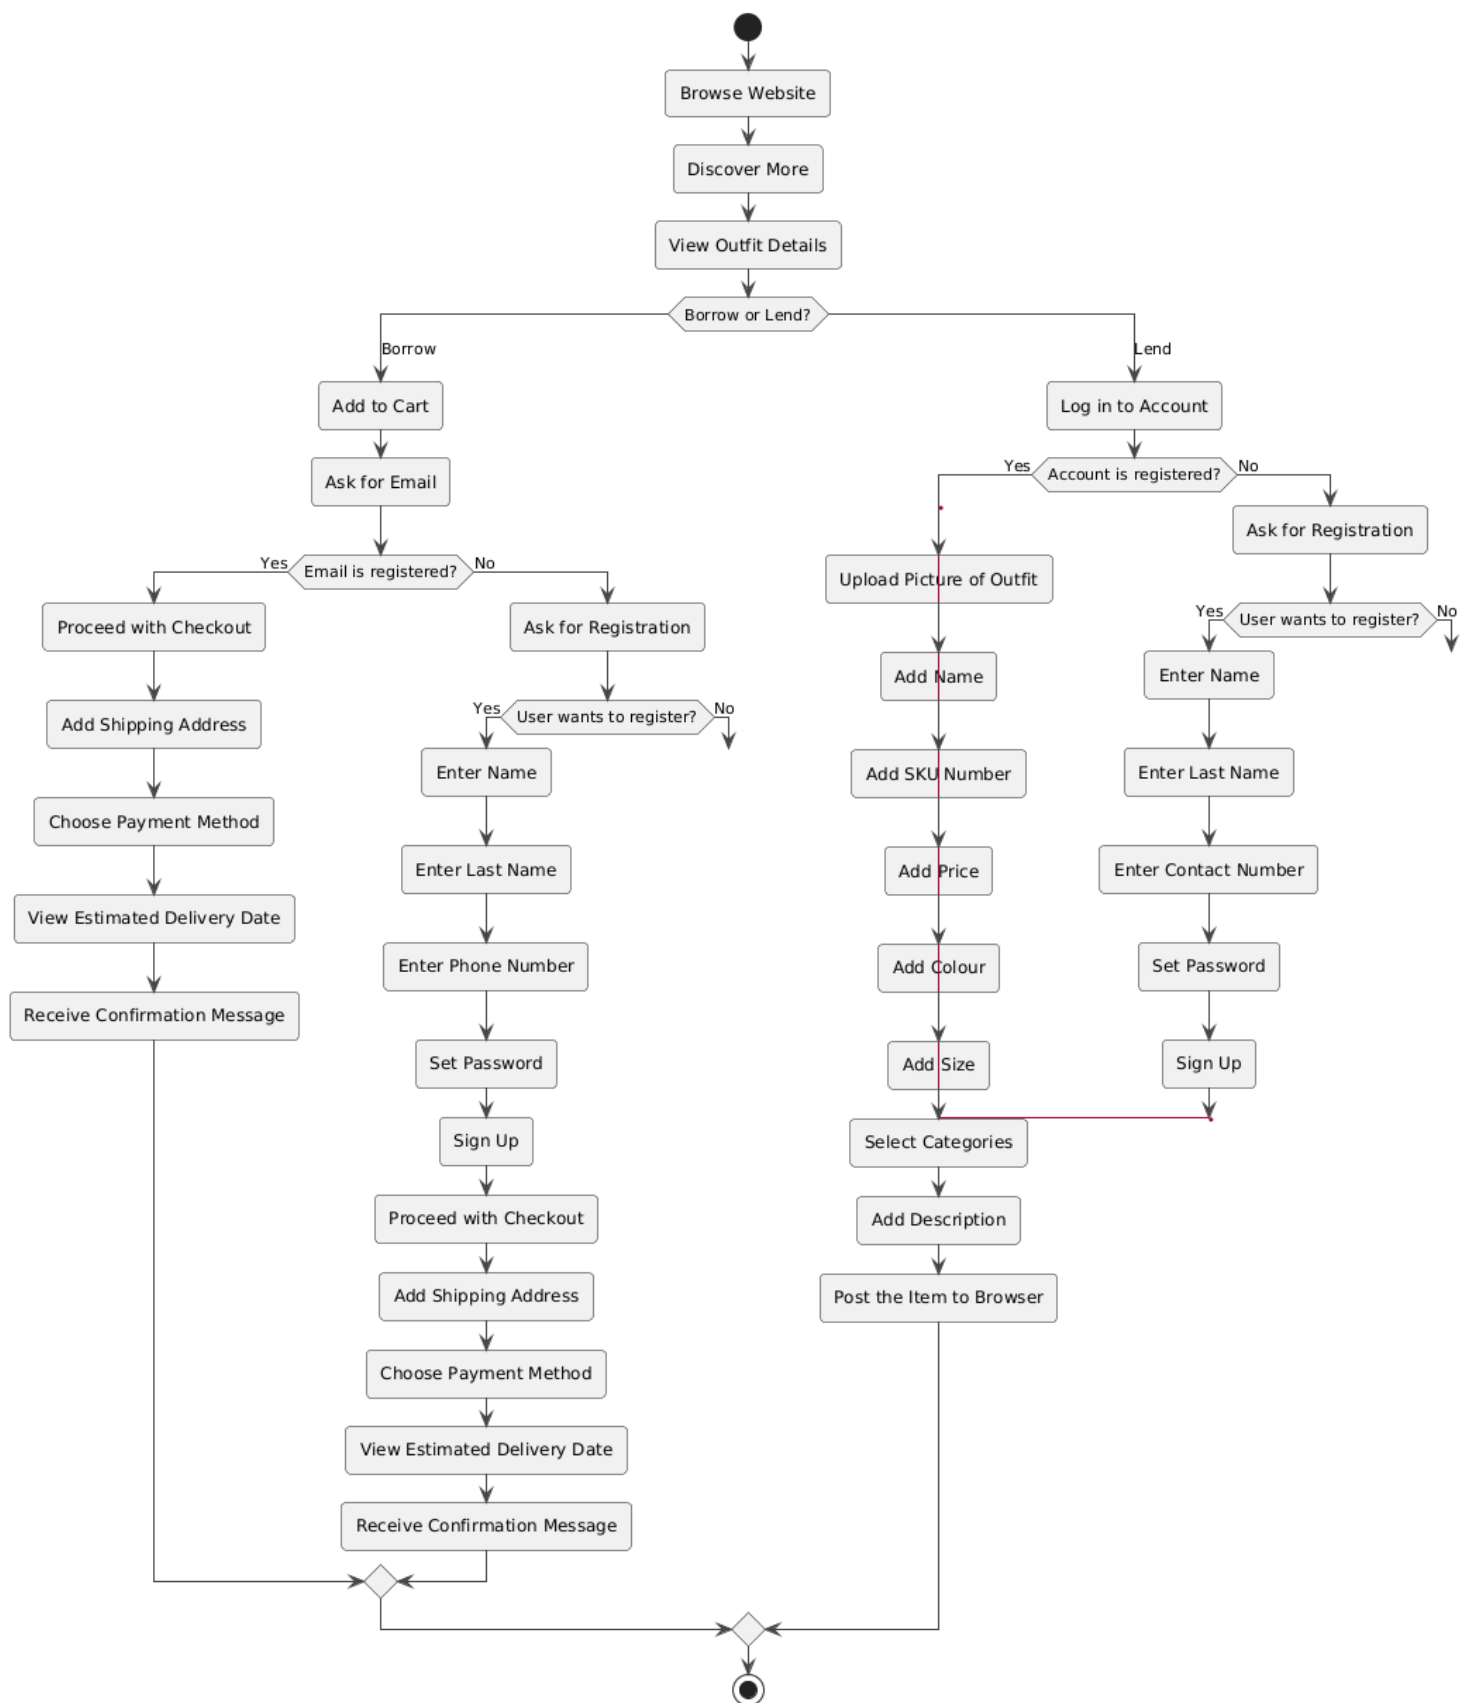 Browse Website
Discover More
View Outfit Details
Borrow or Lend?
Borrow
Add to Cart
Ask for Email
Yes
Email is registered?
No
Proceed with Checkout
Add Shipping Address
Choose Payment Method
View Estimated Delivery Date
Receive Confirmation Message
Ask for Registration
Yes
User wants to register?
No
Enter Name
Enter Last Name
Enter Phone Number
Set Password
Sign Up
Proceed with Checkout
Add Shipping Address
Choose Payment Method
View Estimated Delivery Date
Receive Confirmation Message
Lend
Log in to Account
Yes
Account is registered?
No
Upload Picture of Outfit
Add Name
Add SKU Number
Add Price
Add Colour
Add Size
Select Categories
Add Description
Post the Item to Browser
Ask for Registration
Yes
User wants to register?
No
Enter Name
Enter Last Name
Enter Contact Number
Set Password
Sign Up